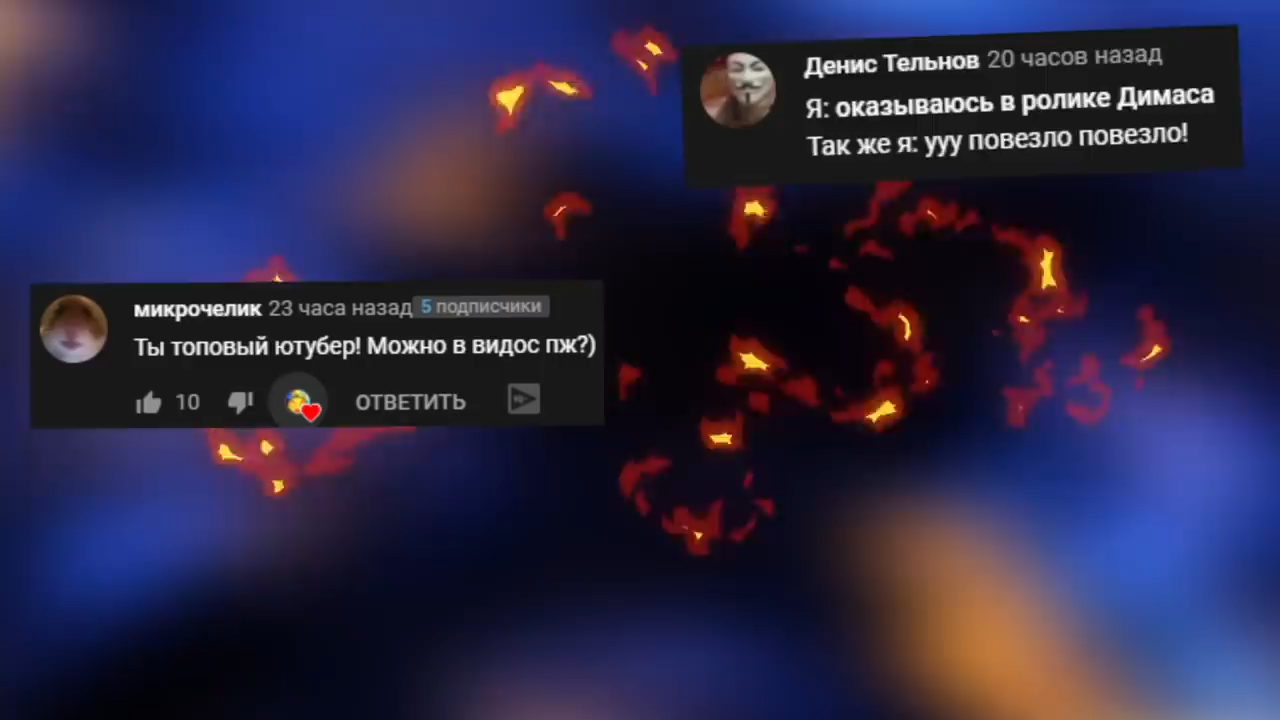 Денис Тельнов 20 часов назад
Я: оказываюсь в ролике Димаса
Так же я: ууу повезло повезло!
микрочелик 23 часа назад 5 подписчики
Ты топовый ютубер! Можно в видос пж?)
10 ОТВЕТИТЬ